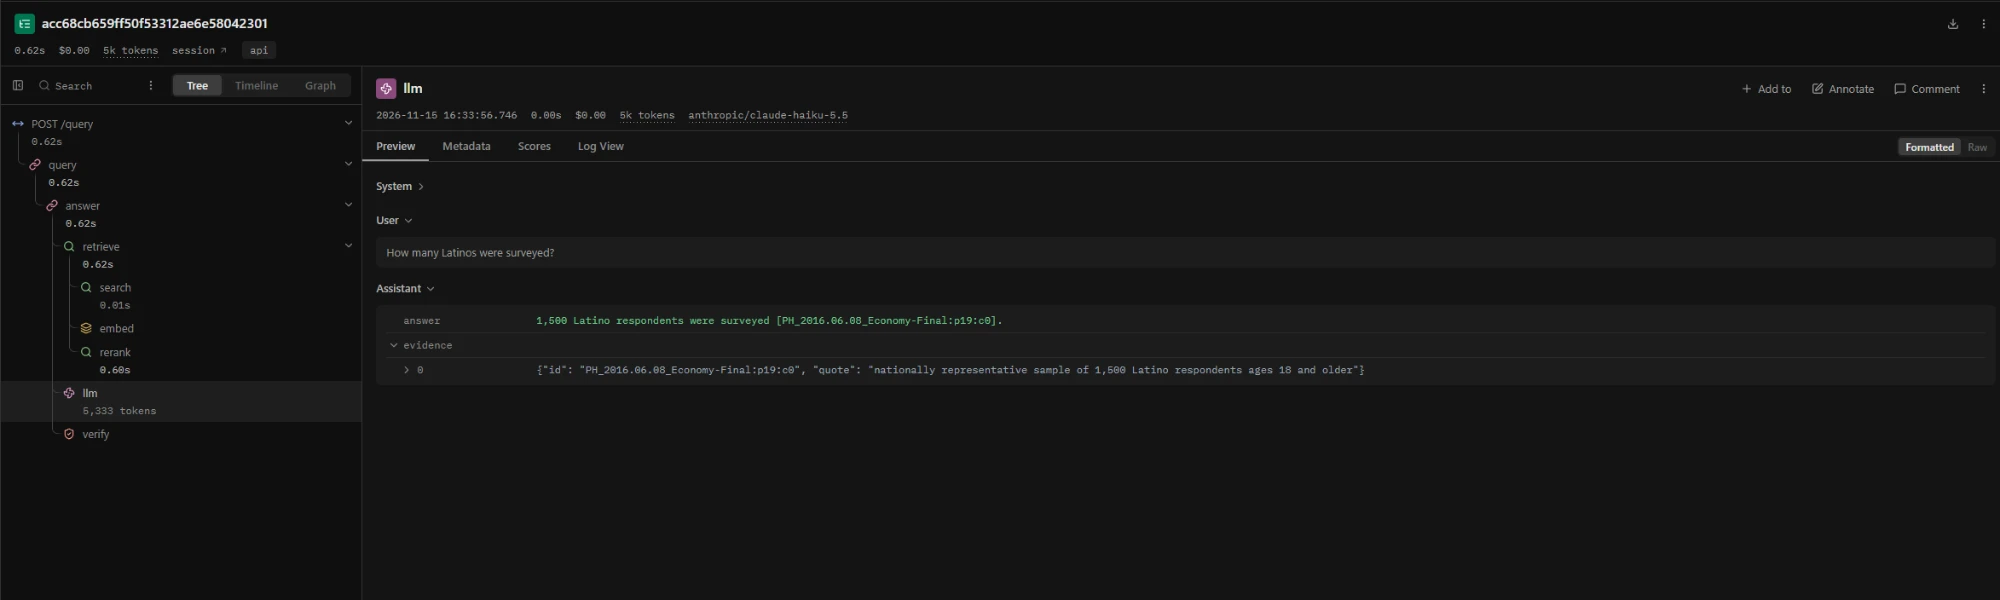 acc68cb659ff50f53312ae6e58042301
0.62s $0.00 5k tokens session ↗ api
Search Tree Timeline Graph
POST /query
0.62s
query
0.62s
answer
0.62s
retrieve
0.62s
search
0.01s
embed
rerank
0.60s
llm
5,333 tokens
verify
llm
Add to Annotate Comment
2026-11-15 16:33:56.746 0.00s $0.00 5k tokens anthropic/claude-haiku-5.5
Preview Metadata Scores Log View Formatted Raw
System
User
How many Latinos were surveyed?
Assistant
answer 1,500 Latino respondents were surveyed [PH_2016.06.08_Economy-Final:p19:c0].
evidence
0 {"id": "PH_2016.06.08_Economy-Final:p19:c0", "quote": "nationally representative sample of 1,500 Latino respondents ages 18 and older"}